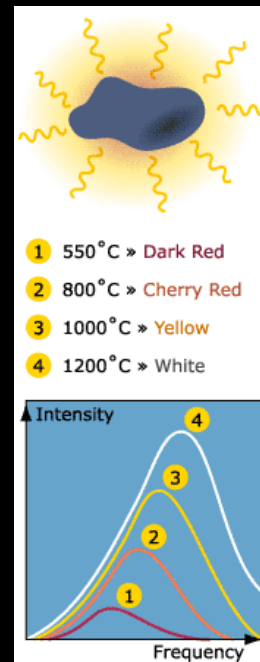 1 550°C » Dark Red
2 800°C » Cherry Red
3 1000°C » Yellow
4 1200°C » White
Intensity
4
3
2
1
Frequency